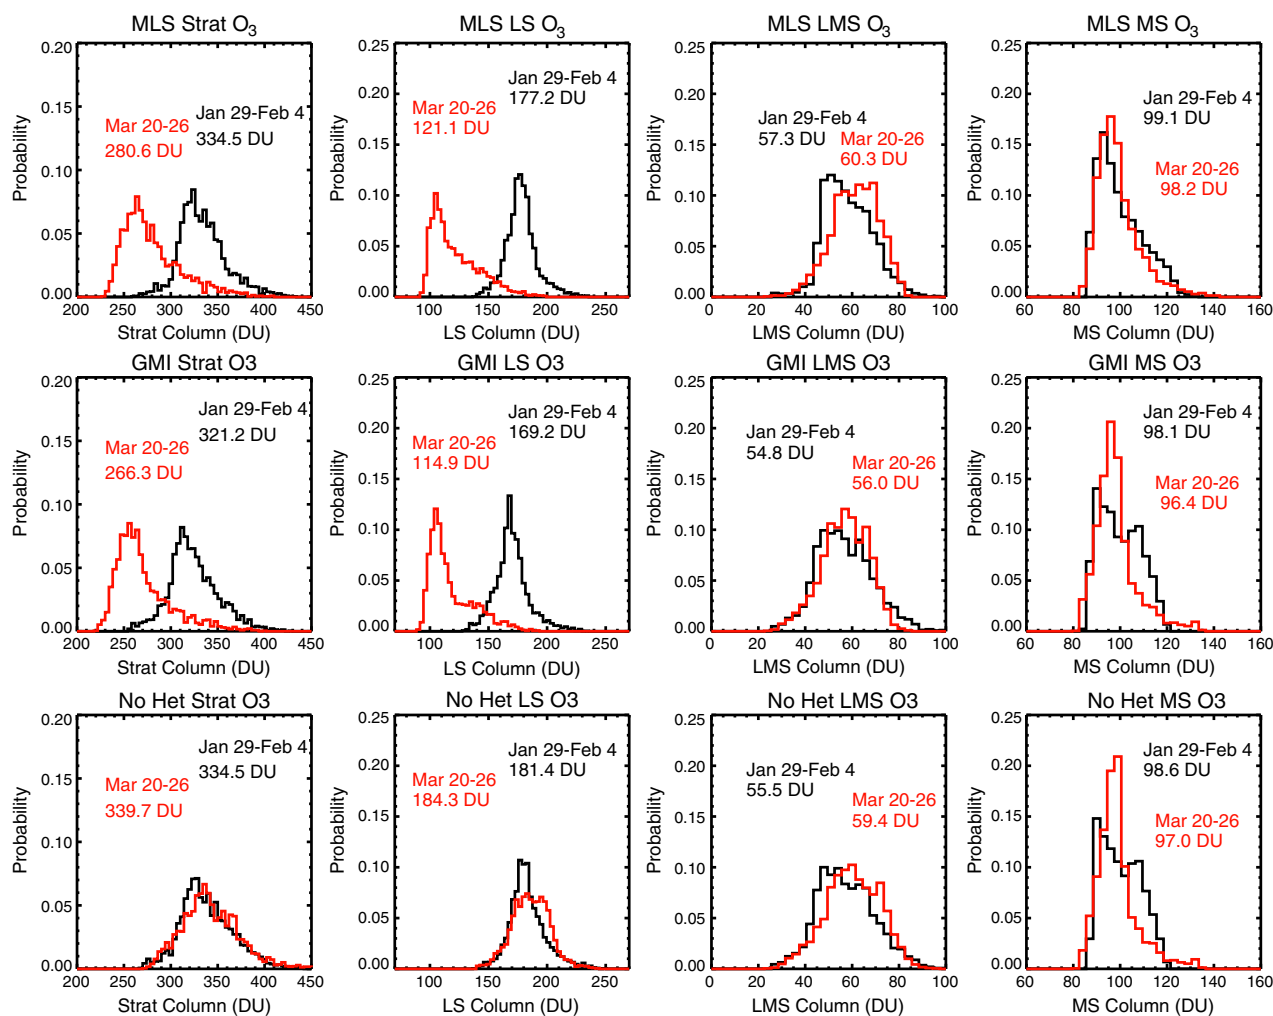 MLS Strat O3
0.20
0.15
0.10
0.05
0.00
Probability
Mar 20-26
280.6 DU
Jan 29-Feb 4
334.5 DU
200 250 300 350 400 450
Strat Column (DU)
MLS LS O3
0.25
0.20
0.15
0.10
0.05
0.00
Probability
Jan 29-Feb 4
177.2 DU
Mar 20-26
121.1 DU
100 150 200 250
LS Column (DU)
MLS LMS O3
0.25
0.20
0.15
0.10
0.05
0.00
Probability
Jan 29-Feb 4
57.3 DU
Mar 20-26
60.3 DU
0 20 40 60 80 100
LMS Column (DU)
MLS MS O3
0.25
0.20
0.15
0.10
0.05
0.00
Probability
Jan 29-Feb 4
99.1 DU
Mar 20-26
98.2 DU
60 80 100 120 140 160
MS Column (DU)
GMI Strat O3
0.20
0.15
0.10
0.05
0.00
Probability
Jan 29-Feb 4
321.2 DU
Mar 20-26
266.3 DU
200 250 300 350 400 450
Strat Column (DU)
GMI LS O3
0.25
0.20
0.15
0.10
0.05
0.00
Probability
Jan 29-Feb 4
169.2 DU
Mar 20-26
114.9 DU
100 150 200 250
LS Column (DU)
GMI LMS O3
0.25
0.20
0.15
0.10
0.05
0.00
Probability
Jan 29-Feb 4
54.8 DU
Mar 20-26
56.0 DU
0 20 40 60 80 100
LMS Column (DU)
GMI MS O3
0.25
0.20
0.15
0.10
0.05
0.00
Probability
Jan 29-Feb 4
98.1 DU
Mar 20-26
96.4 DU
60 80 100 120 140 160
MS Column (DU)
No Het Strat O3
0.20
0.15
0.10
0.05
0.00
Probability
Jan 29-Feb 4
334.5 DU
Mar 20-26
339.7 DU
200 250 300 350 400 450
Strat Column (DU)
No Het LS O3
0.25
0.20
0.15
0.10
0.05
0.00
Probability
Jan 29-Feb 4
181.4 DU
Mar 20-26
184.3 DU
100 150 200 250
LS Column (DU)
No Het LMS O3
0.25
0.20
0.15
0.10
0.05
0.00
Probability
Jan 29-Feb 4
55.5 DU
Mar 20-26
59.4 DU
0 20 40 60 80 100
LMS Column (DU)
No Het MS O3
0.25
0.20
0.15
0.10
0.05
0.00
Probability
Jan 29-Feb 4
98.6 DU
Mar 20-26
97.0 DU
60 80 100 120 140 160
MS Column (DU)